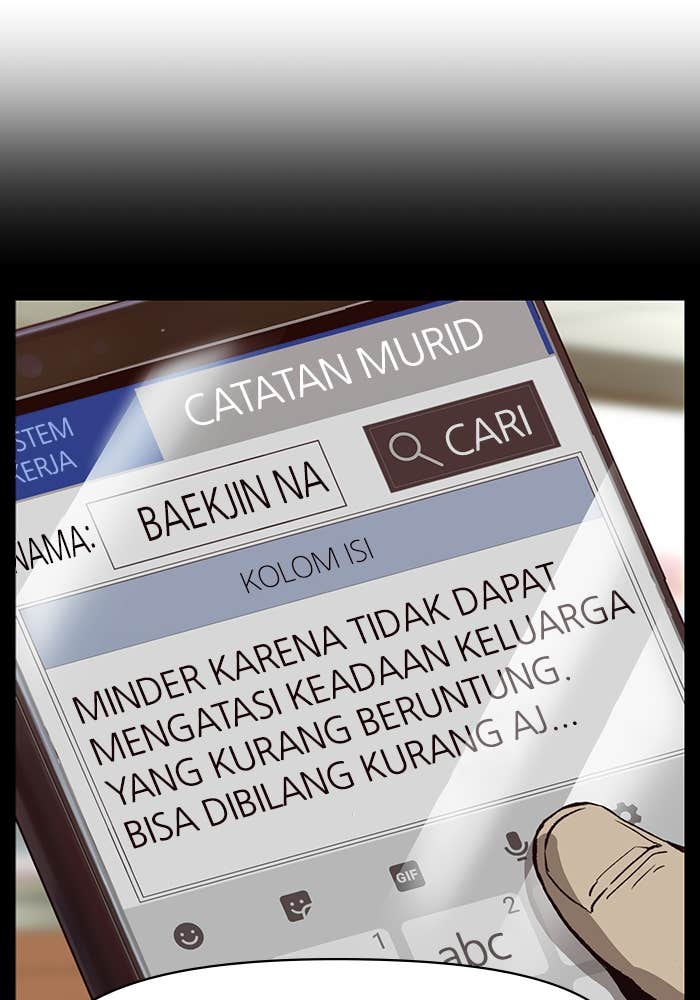 CATATAN MURID
STEM
KERJA
CARI
NAMA: BAEKJIN NA
KOLOM ISI
MINDER KARENA TIDAK DAPAT
MENGATASI KEADAAN KELUARGA
YANG KURANG BERUNTUNG.
BISA DIBILANG KURANG AJ...
GIF
1
2
abc